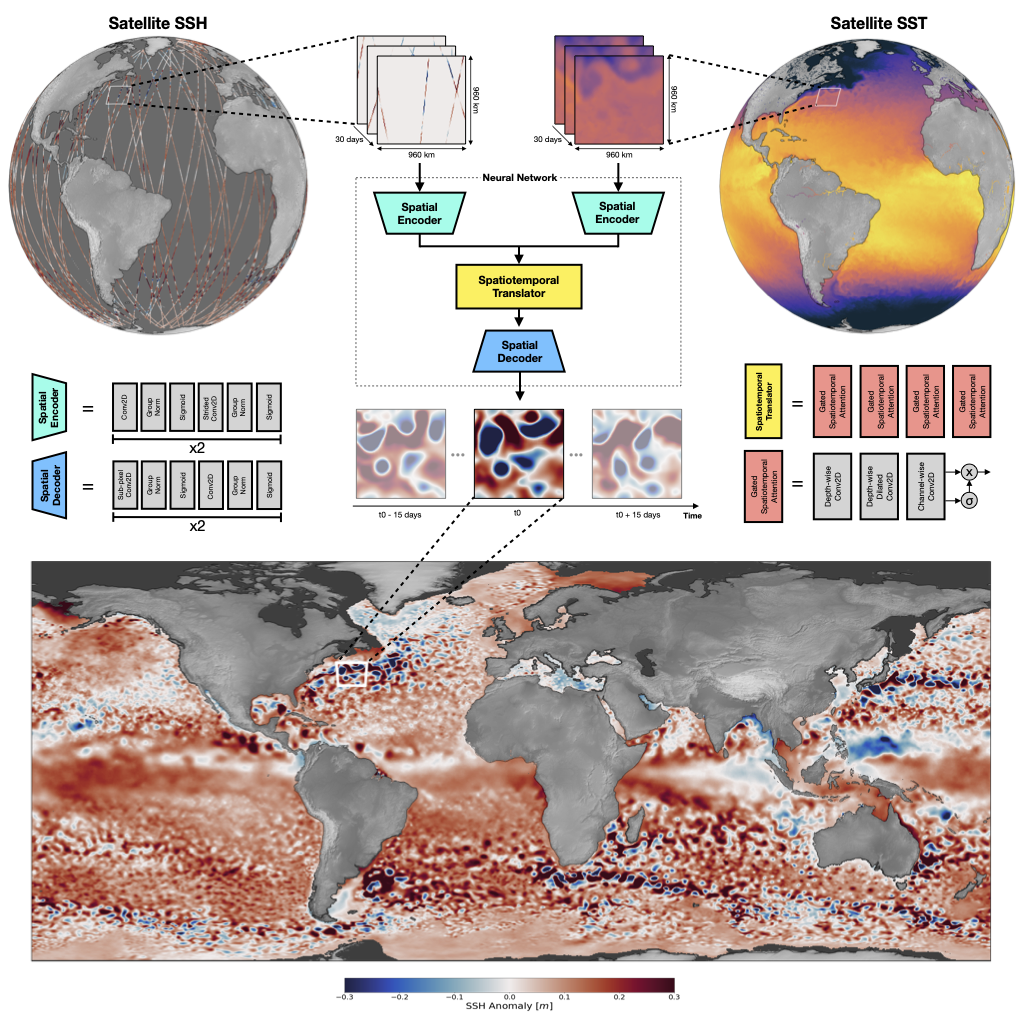 Satellite SSH
Satellite SST
960 km
30 days
960 km
960 km
30 days
960 km
Neural Network
Spatial
Encoder
Spatial
Encoder
Spatiotemporal
Translator
Spatial
Decoder
Spatial
Encoder
=
Conv2D
Group
Norm
Sigmoid
Strided
Conv2D
Group
Norm
Sigmoid
x2
Spatial
Decoder
=
Sub-pixel
Conv2D
Group
Norm
Sigmoid
Conv2D
Group
Norm
Sigmoid
x2
Spatiotemporal
Translator
=
Gated
Spatiotemporal
Attention
Gated
Spatiotemporal
Attention
Gated
Spatiotemporal
Attention
Gated
Spatiotemporal
Attention
Gated
Spatiotemporal
Attention
=
Depth-wise
Conv2D
Depth-wise
Dilated
Conv2D
Channel-wise
Conv2D
x
σ
t0 - 15 days
t0
t0 + 15 days
Time
−0.3
−0.2
−0.1
0.0
0.1
0.2
0.3
SSH Anomaly [m]